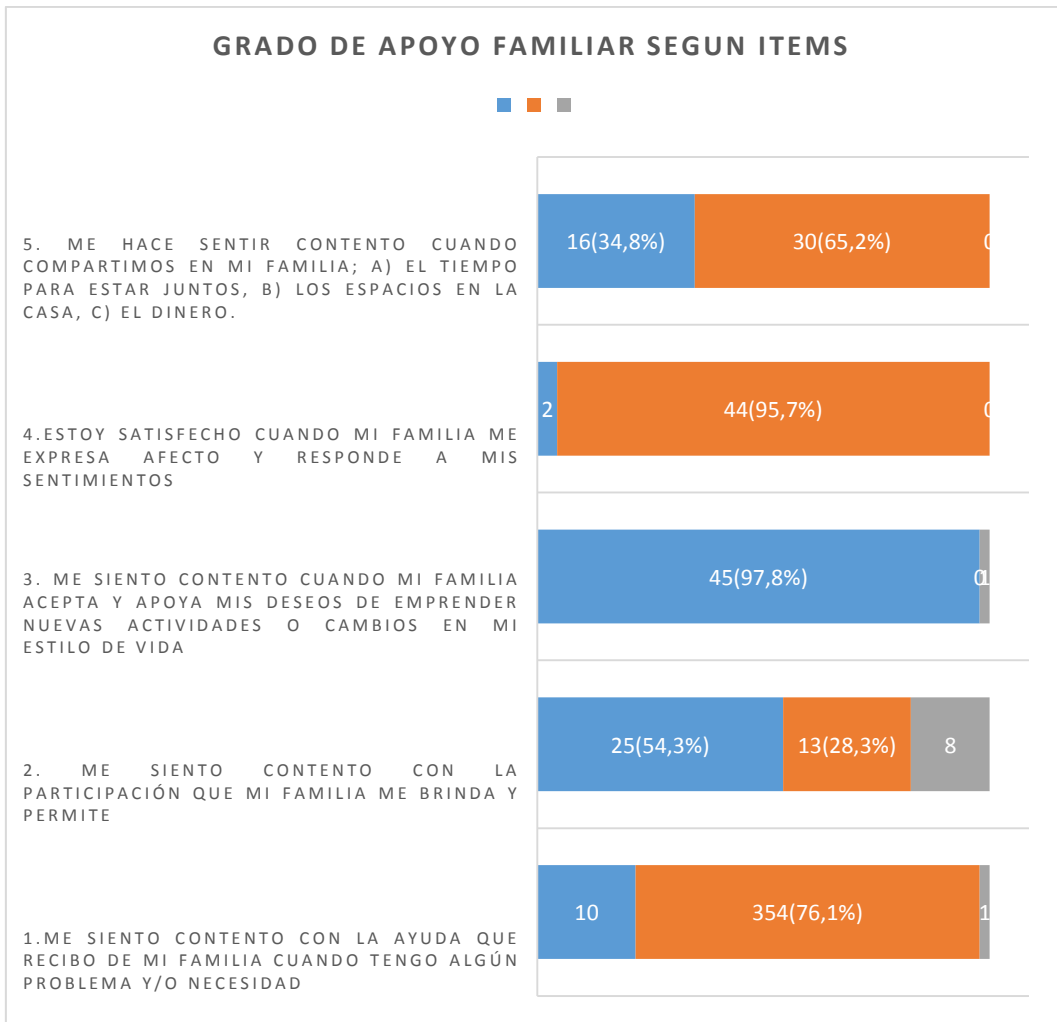 GRADO DE APOYO FAMILIAR SEGUN ITEMS
5. ME HACE SENTIR CONTENTO CUANDO
COMPARTIMOS EN MI FAMILIA; A) EL TIEMPO
PARA ESTAR JUNTOS, B) LOS ESPACIOS EN LA
CASA, C) EL DINERO.
16(34,8%) 30(65,2%) 0
4.ESTOY SATISFECHO CUANDO MI FAMILIA ME
EXPRESA AFECTO Y RESPONDE A MIS
SENTIMIENTOS
2 44(95,7%) 0
3. ME SIENTO CONTENTO CUANDO MI FAMILIA
ACEPTA Y APOYA MIS DESEOS DE EMPRENDER
NUEVAS ACTIVIDADES O CAMBIOS EN MI
ESTILO DE VIDA
45(97,8%) 0 1
2. ME SIENTO CONTENTO CON LA
PARTICIPACIÓN QUE MI FAMILIA ME BRINDA Y
PERMITE
25(54,3%) 13(28,3%) 8
1.ME SIENTO CONTENTO CON LA AYUDA QUE
RECIBO DE MI FAMILIA CUANDO TENGO ALGÚN
PROBLEMA Y/O NECESIDAD
10 354(76,1%) 1